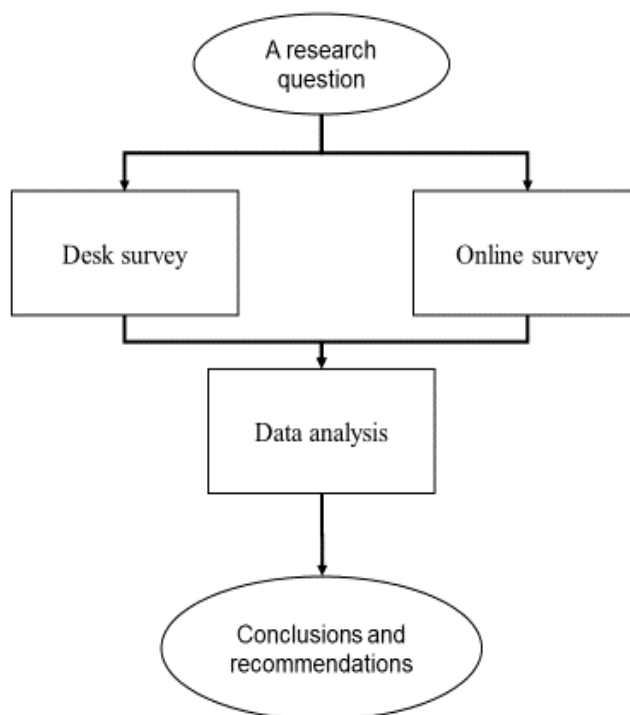 A research
question
Desk survey
Online survey
Data analysis
Conclusions and
recommendations